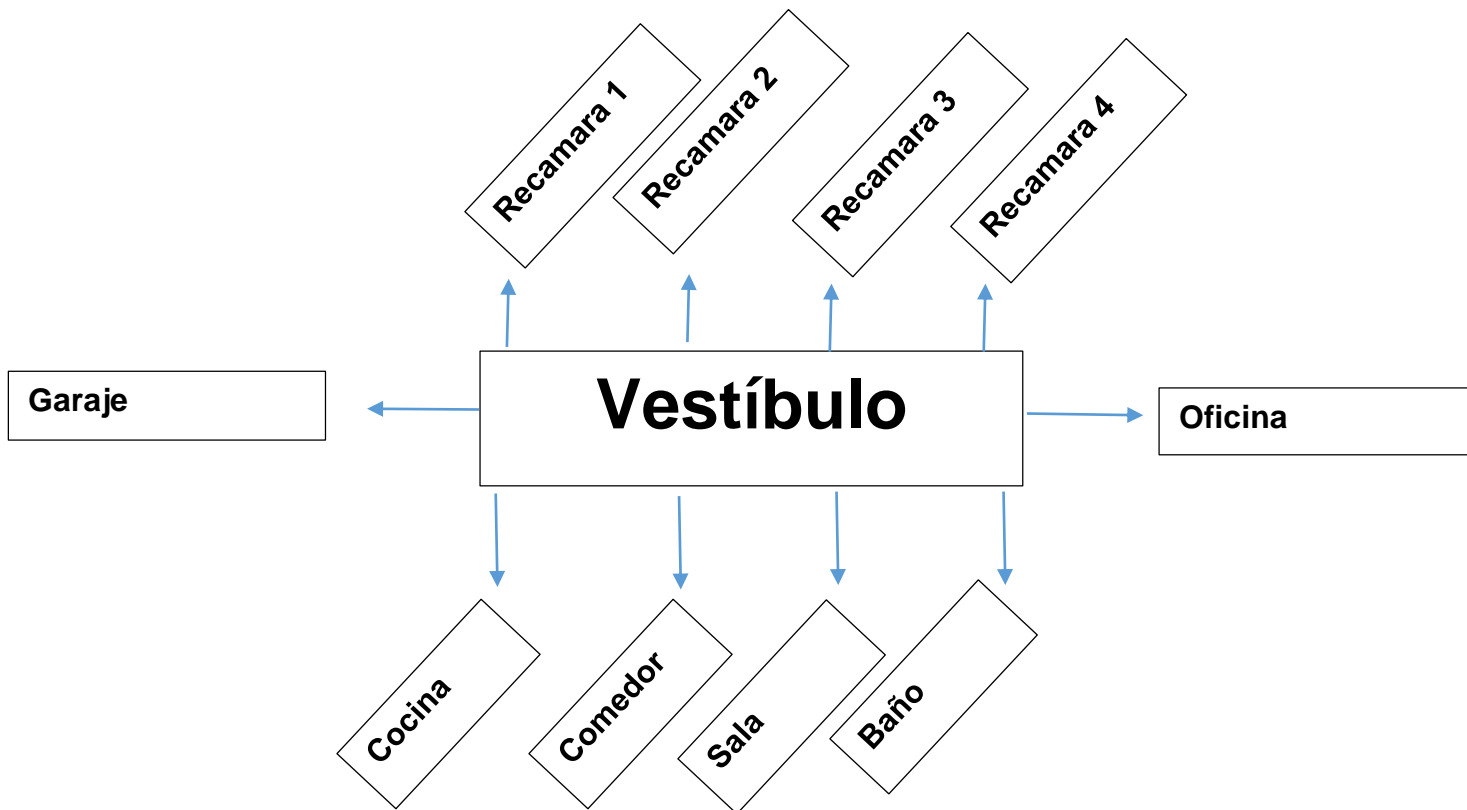 Recamara 1
Recamara 2
Recamara 3
Recamara 4
Garaje
Vestíbulo
Oficina
Cocina
Comedor
Sala
Baño